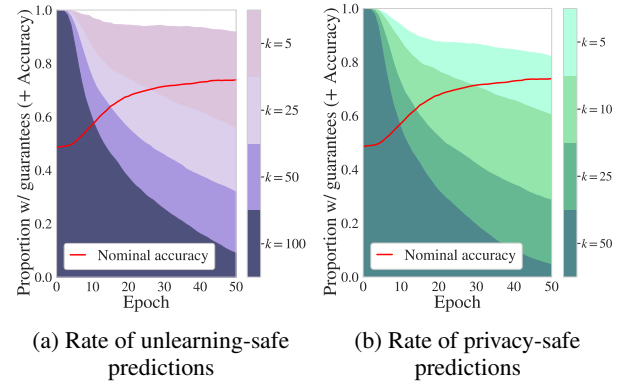 Proportion w/ guarantees (+ Accuracy)
1.0
0.8
0.6
0.4
0.2
0.0
Nominal accuracy
0 10 20 30 40 50
Epoch
k = 5
k = 25
k = 50
k = 100
(a) Rate of unlearning-safe
predictions
Proportion w/ guarantees (+ Accuracy)
1.0
0.8
0.6
0.4
0.2
0.0
Nominal accuracy
0 10 20 30 40 50
Epoch
k = 5
k = 10
k = 25
k = 50
(b) Rate of privacy-safe
predictions